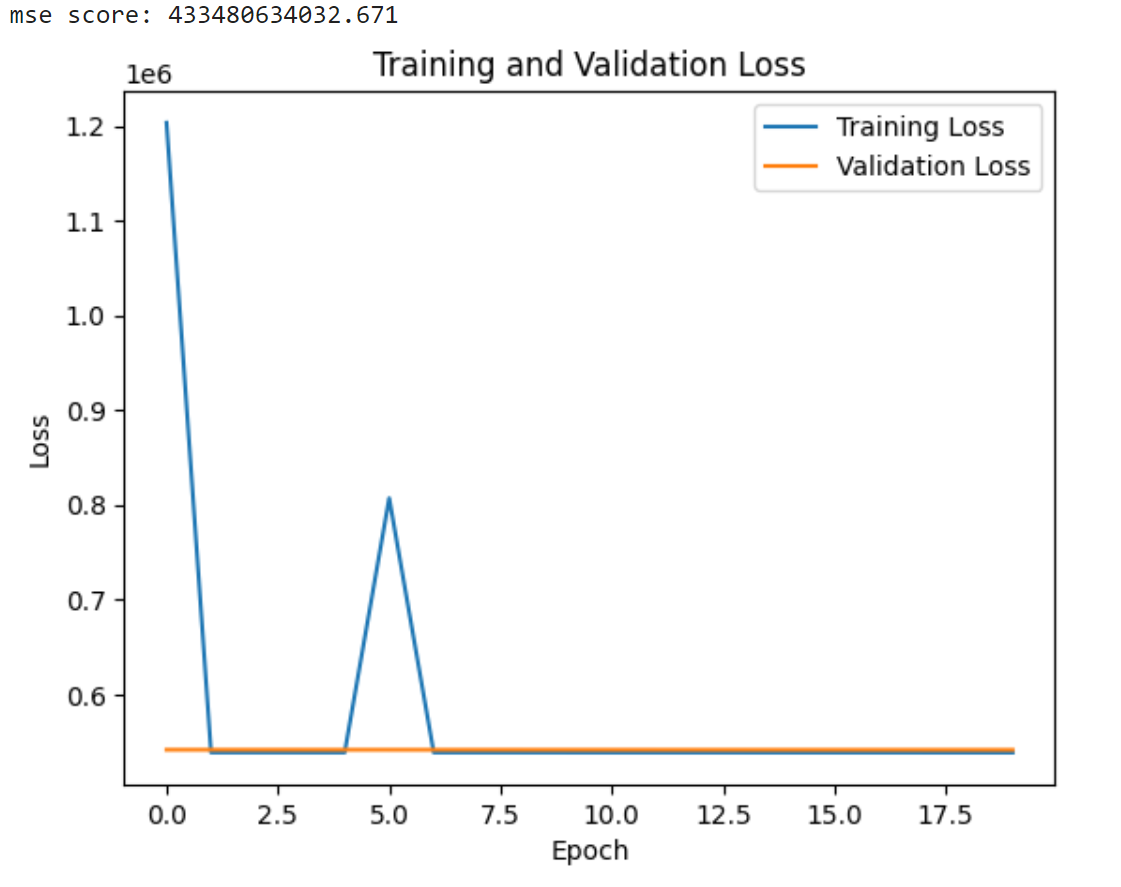 mse score: 433480634032.671
Training and Validation Loss
1e6
Training Loss
Validation Loss
1.2
1.1
1.0
0.9
0.8
0.7
0.6
Loss
0.0 2.5 5.0 7.5 10.0 12.5 15.0 17.5
Epoch